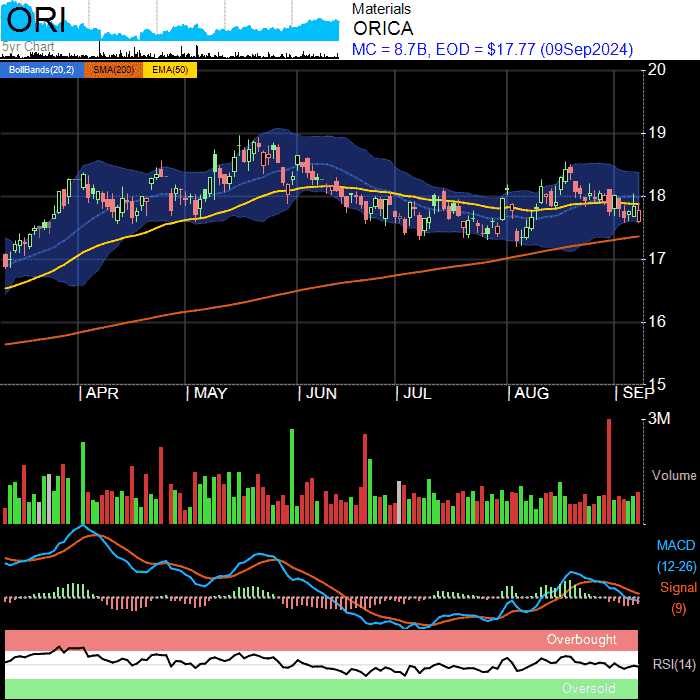 ORI
5yr Chart
Materials
ORICA
MC = 8.7B, EOD = $17.77 (09Sep2024)
BollBands(20,2) SMA(200) EMA(50)
20
19
18
17
16
15
| APR | MAY | JUN | JUL | AUG | SEP
3M
Volume
MACD
(12-26)
Signal
(9)
Overbought
RSI(14)
Oversold